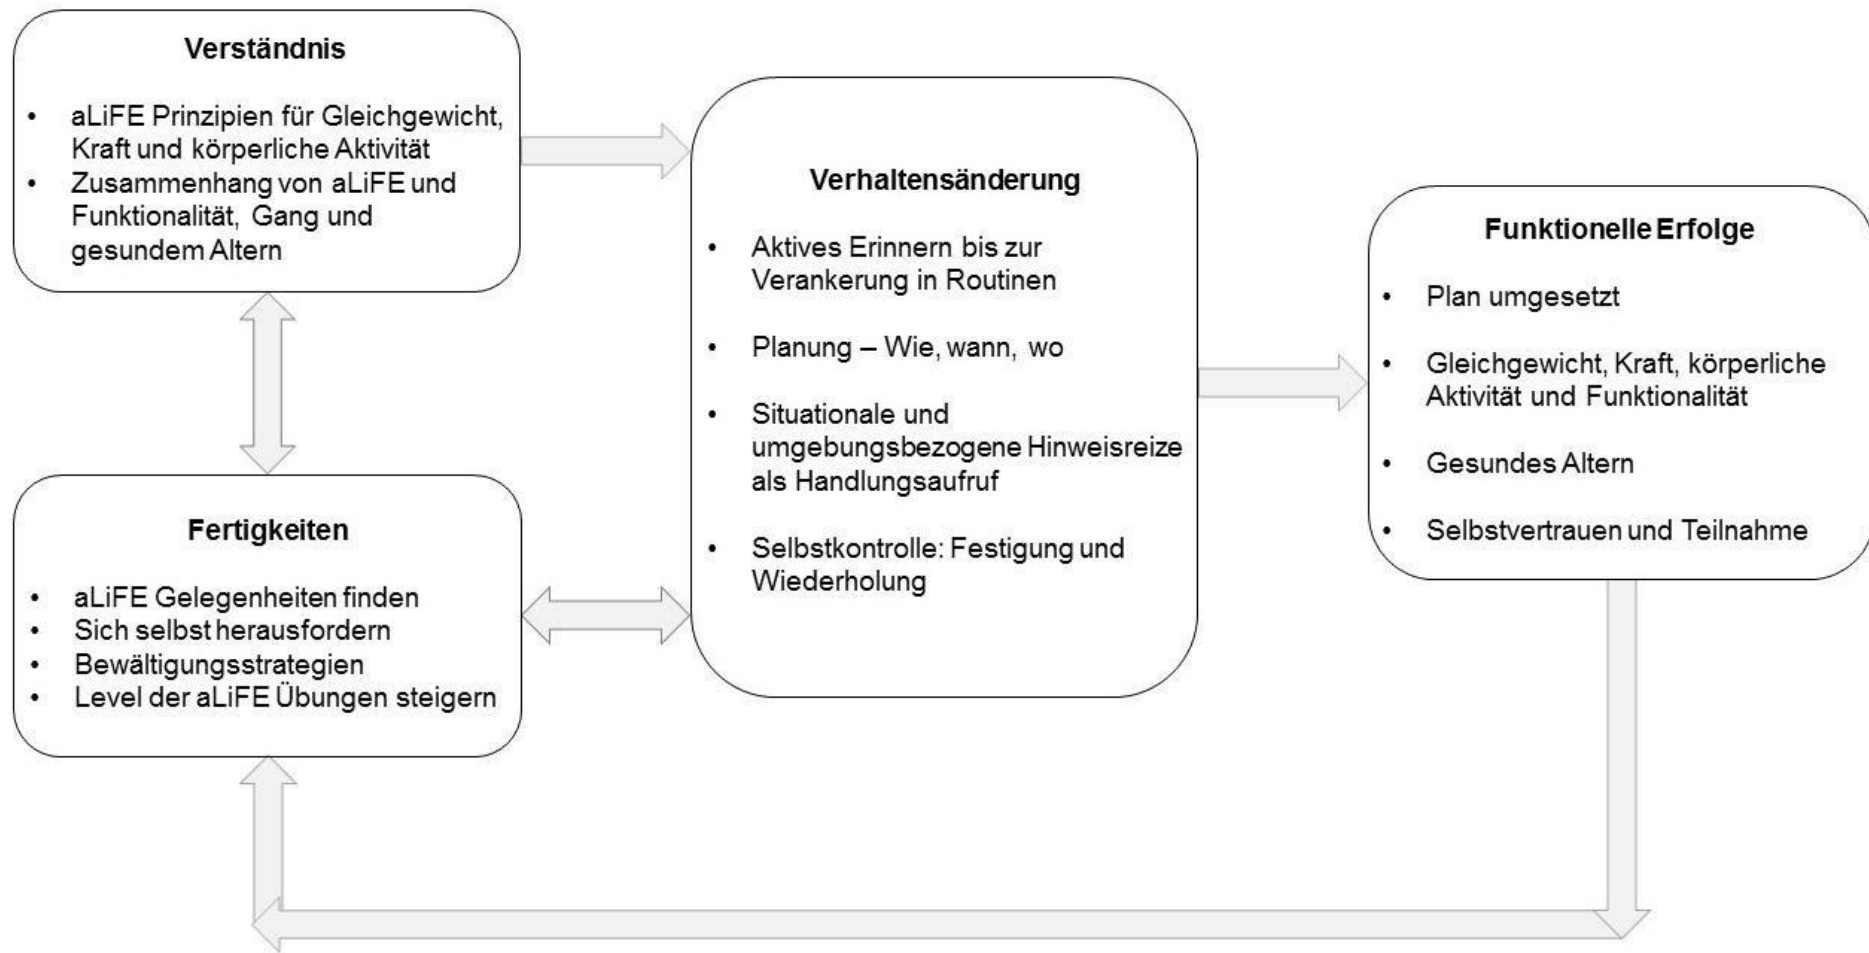 Verständnis
• aLiFE Prinzipien für Gleichgewicht,
Kraft und körperliche Aktivität
• Zusammenhang von aLiFE und
Funktionalität, Gang und
gesundem Altern
Fertigkeiten
• aLiFE Gelegenheiten finden
• Sich selbst herausfordern
• Bewältigungsstrategien
• Level der aLiFE Übungen steigern
Verhaltensänderung
• Aktives Erinnern bis zur
Verankerung in Routinen
• Planung – Wie, wann, wo
• Situationale und
umgebungsbezogene Hinweisreize
als Handlungsaufruf
• Selbstkontrolle: Festigung und
Wiederholung
Funktionelle Erfolge
• Plan umgesetzt
• Gleichgewicht, Kraft, körperliche
Aktivität und Funktionalität
• Gesundes Altern
• Selbstvertrauen und Teilnahme